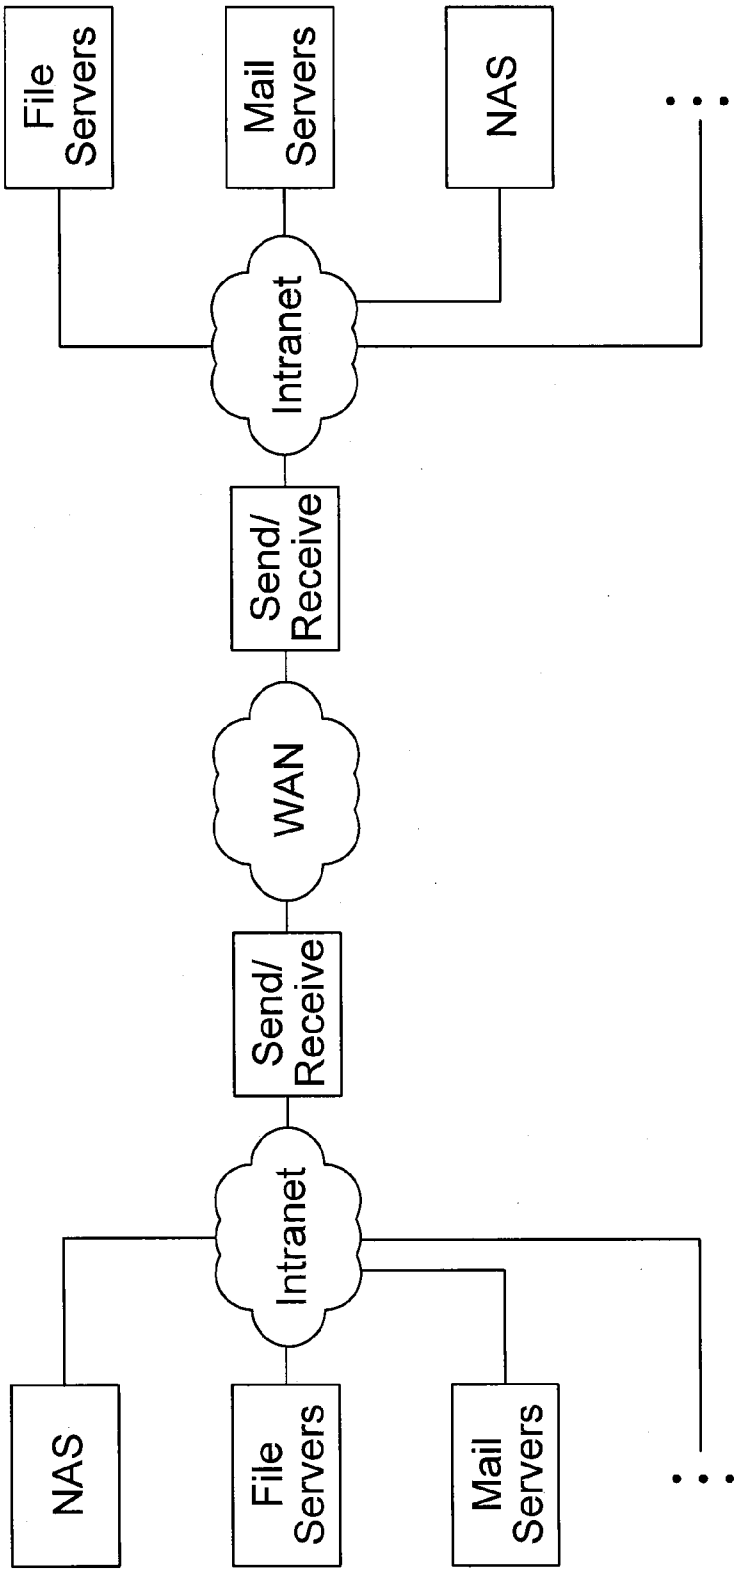 NAS
File
Servers
Mail
Servers
Intranet
Send/
Receive
WAN
Send/
Receive
Intranet
File
Servers
Mail
Servers
NAS